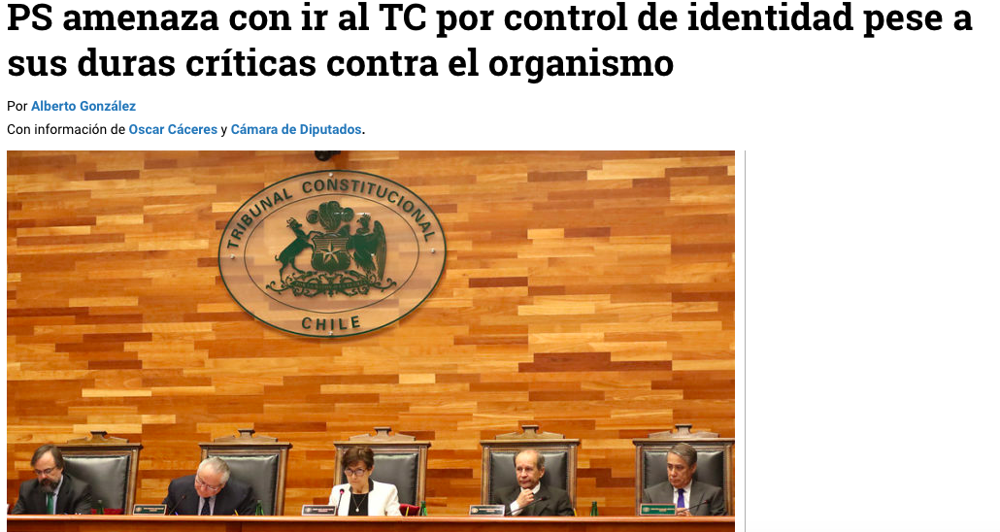 PS amenaza con ir al TC por control de identidad pese a
sus duras críticas contra el organismo
Por Alberto González
Con información de Oscar Cáceres y Cámara de Diputados.
TRIBUNAL CONSTITUCIONAL
CHILE